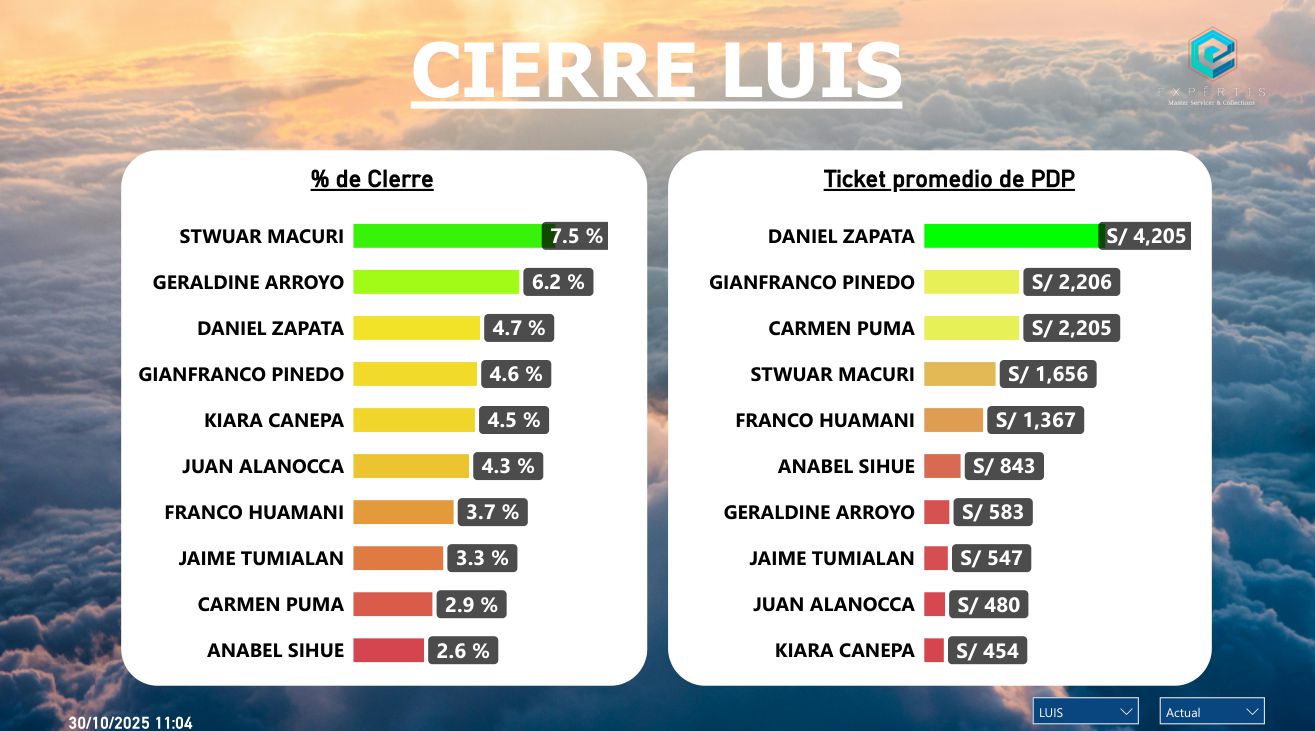 CIERRE LUIS
EXPERTIS
Master Servicer & Collections
% de Cierre
STWUAR MACURI 7.5 %
GERALDINE ARROYO 6.2 %
DANIEL ZAPATA 4.7 %
GIANFRANCO PINEDO 4.6 %
KIARA CANEPA 4.5 %
JUAN ALANOCCA 4.3 %
FRANCO HUAMANI 3.7 %
JAIME TUMIALAN 3.3 %
CARMEN PUMA 2.9 %
ANABEL SIHUE 2.6 %
Ticket promedio de PDP
DANIEL ZAPATA S/ 4,205
GIANFRANCO PINEDO S/ 2,206
CARMEN PUMA S/ 2,205
STWUAR MACURI S/ 1,656
FRANCO HUAMANI S/ 1,367
ANABEL SIHUE S/ 843
GERALDINE ARROYO S/ 583
JAIME TUMIALAN S/ 547
JUAN ALANOCCA S/ 480
KIARA CANEPA S/ 454
30/10/2025 11:04
LUIS
Actual